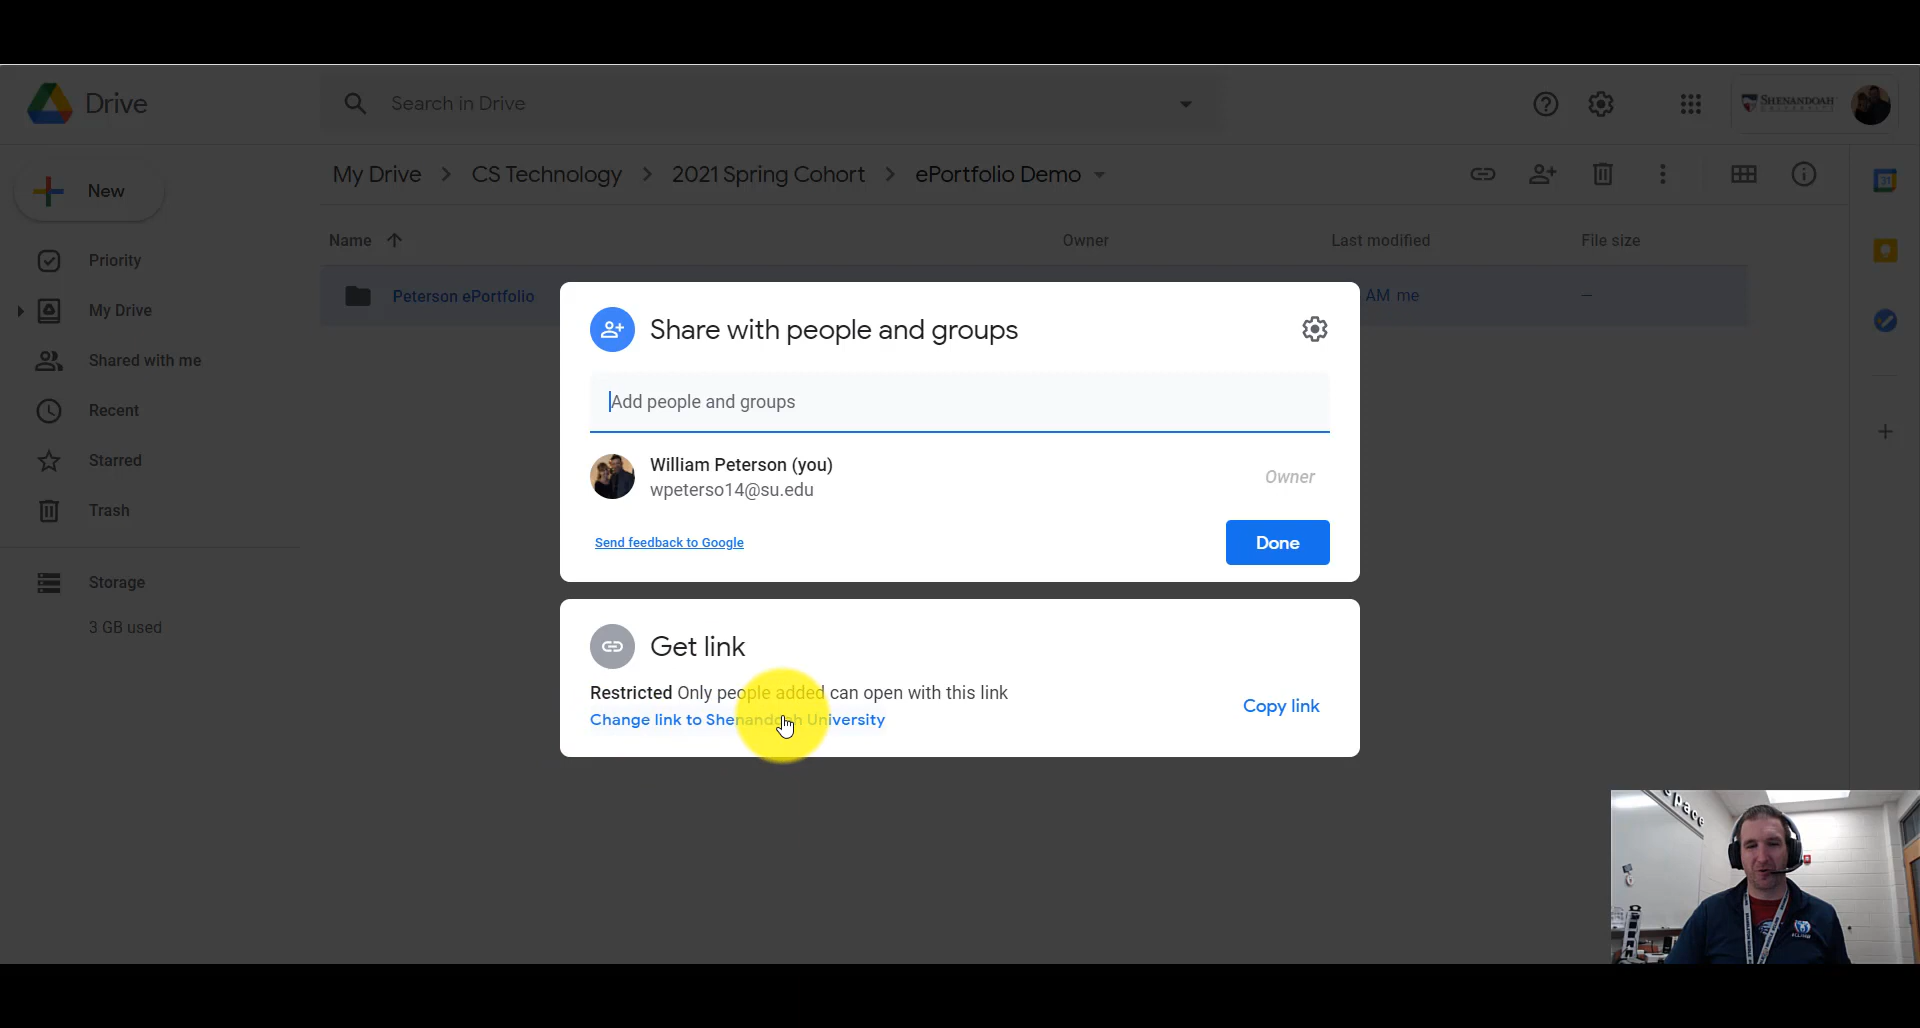 Drive
Search in Drive
SHENANDOAH
UNIVERSITY
New
My Drive
CS Technology
2021 Spring Cohort
ePortfolio Demo
31
Priority
My Drive
Shared with me
Recent
Starred
Trash
Storage
3 GB used
Name
Owner
Last modified
File size
Peterson ePortfolio
AM me
–
Share with people and groups
Add people and groups
William Peterson (you)
wpeterso14@su.edu
Owner
Send feedback to Google
Done
Get link
Restricted Only people added can open with this link
Change link to Shenandoah University
Copy link
pace